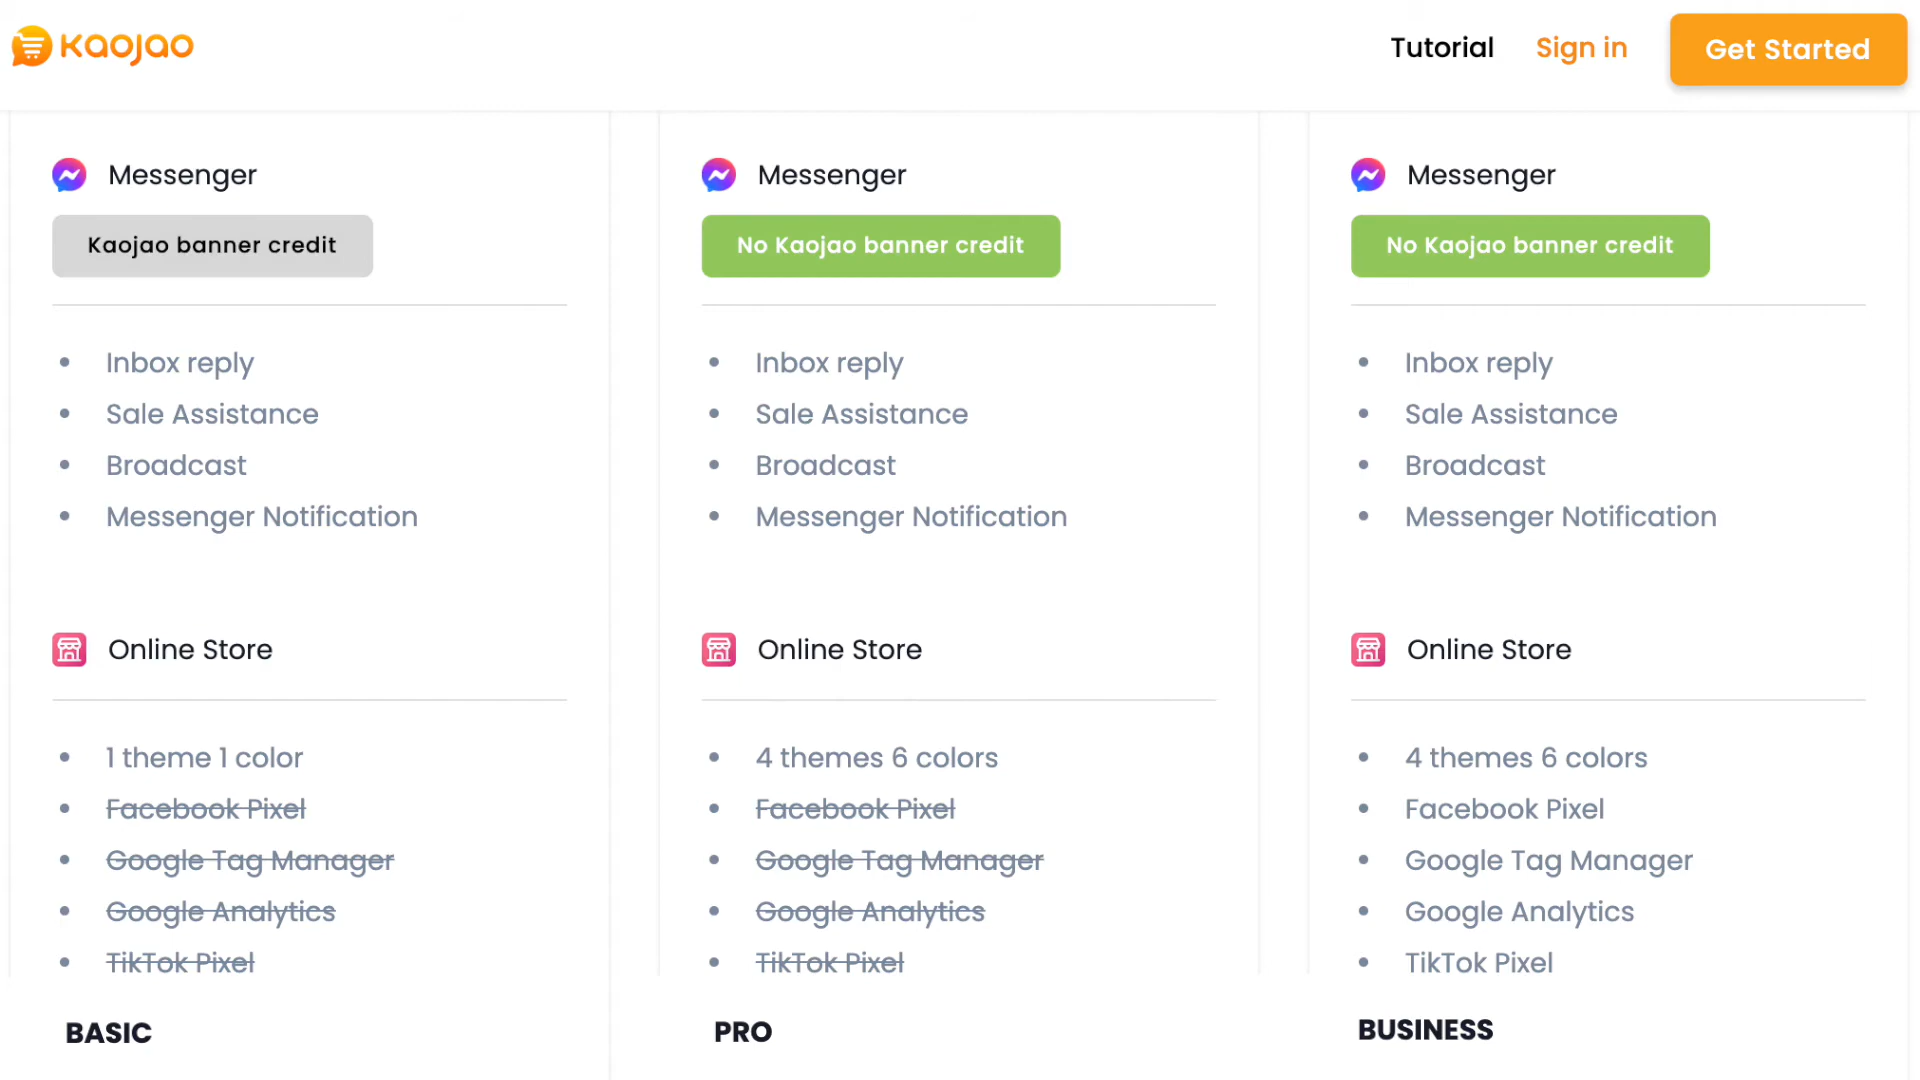 Kaojao
Tutorial
Sign in
Get Started
Messenger
Kaojao banner credit
Inbox reply
Sale Assistance
Broadcast
Messenger Notification
Online Store
1 theme 1 color
Facebook Pixel
Google Tag Manager
Google Analytics
TikTok Pixel
BASIC
Messenger
No Kaojao banner credit
Inbox reply
Sale Assistance
Broadcast
Messenger Notification
Online Store
4 themes 6 colors
Facebook Pixel
Google Tag Manager
Google Analytics
TikTok Pixel
PRO
Messenger
No Kaojao banner credit
Inbox reply
Sale Assistance
Broadcast
Messenger Notification
Online Store
4 themes 6 colors
Facebook Pixel
Google Tag Manager
Google Analytics
TikTok Pixel
BUSINESS